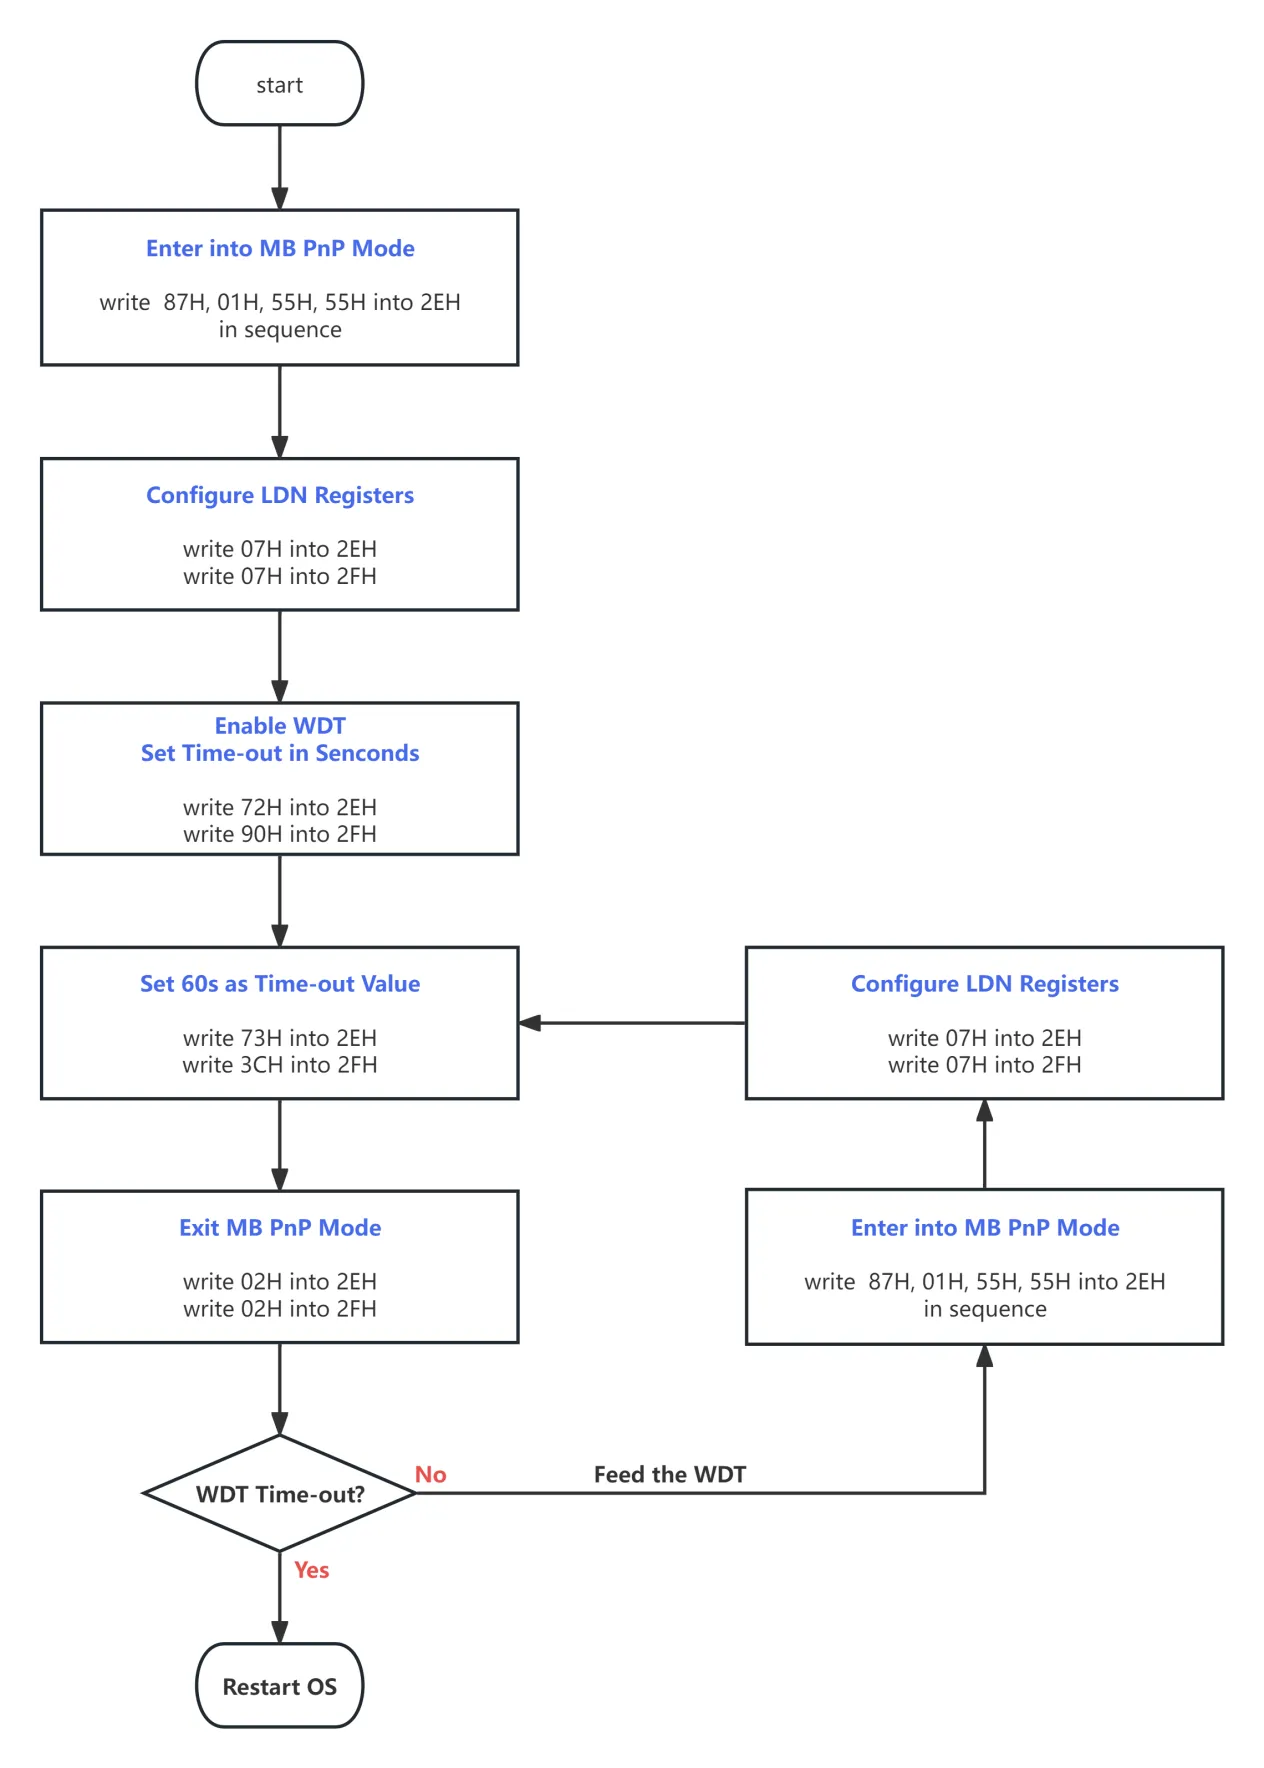 start
Enter into MB PnP Mode
write  87H, 01H, 55H, 55H into 2EH
in sequence
Configure LDN Registers
write 07H into 2EH
write 07H into 2FH
Enable WDT
Set Time-out in Senconds
write 72H into 2EH
write 90H into 2FH
Set 60s as Time-out Value
write 73H into 2EH
write 3CH into 2FH
Configure LDN Registers
write 07H into 2EH
write 07H into 2FH
Exit MB PnP Mode
write 02H into 2EH
write 02H into 2FH
Enter into MB PnP Mode
write  87H, 01H, 55H, 55H into 2EH
in sequence
WDT Time-out?
No
Feed the WDT
Yes
Restart OS